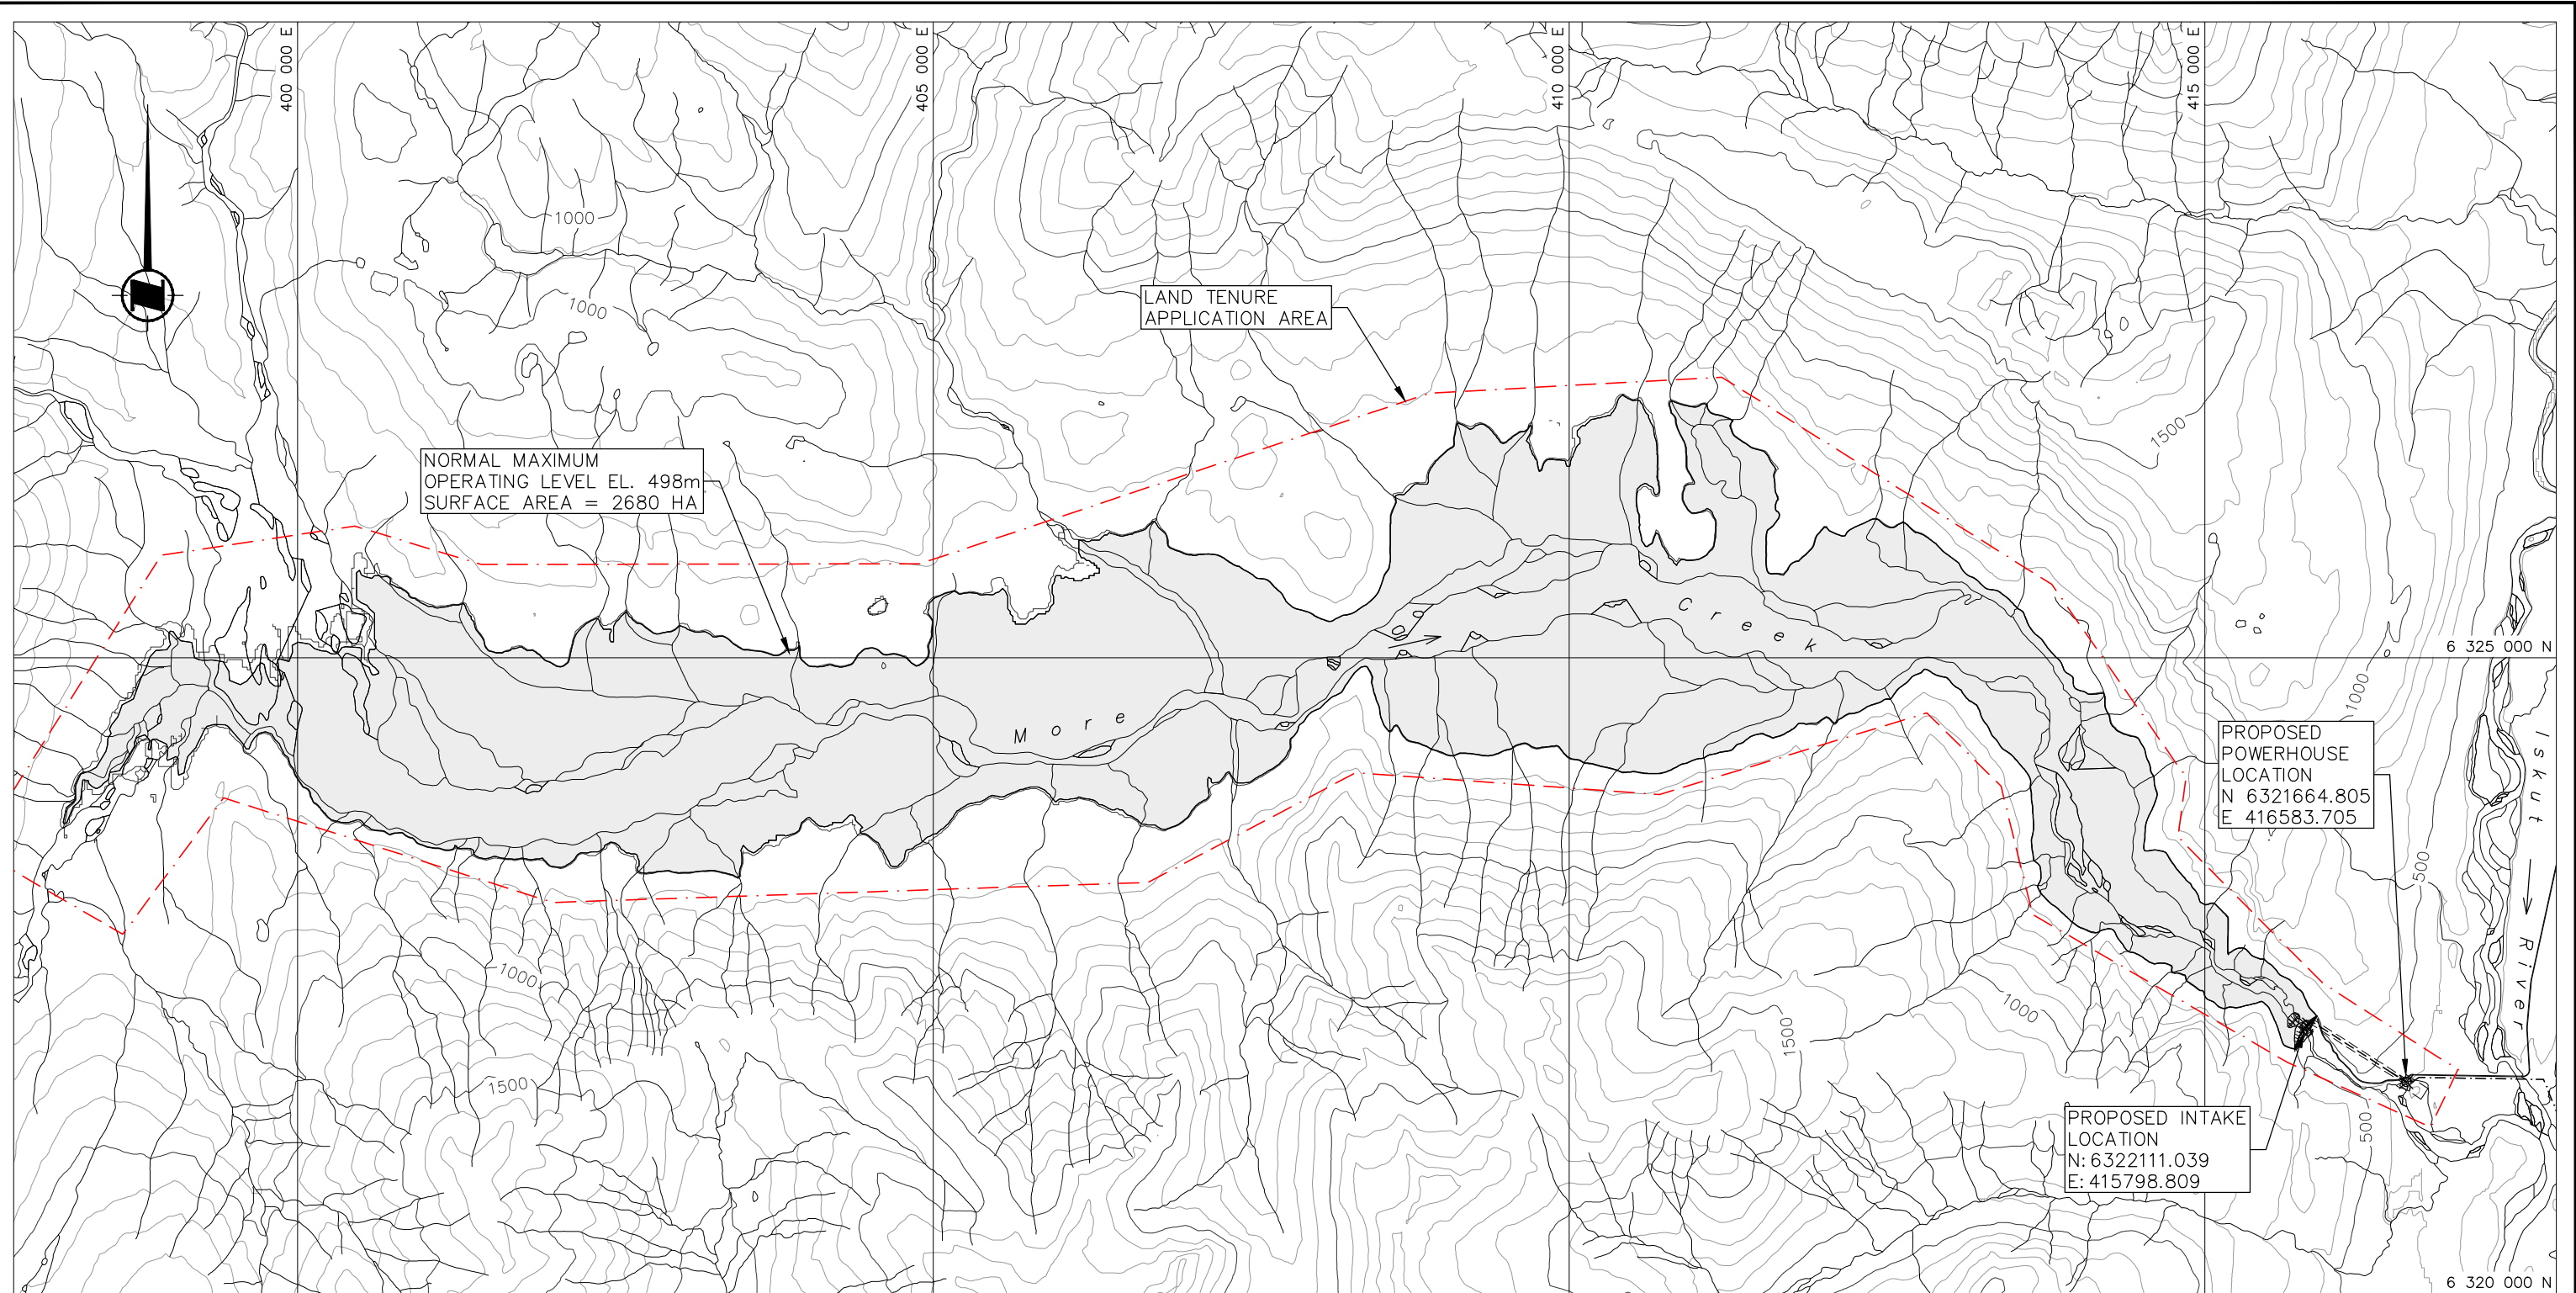 400 000 E
405 000 E
410 000 E
415 000 E
1000
1000
LAND TENURE
APPLICATION AREA
1500
NORMAL MAXIMUM
OPERATING LEVEL EL. 498m
SURFACE AREA = 2680 HA
Creek
6 325 000 N
1000
More
PROPOSED
POWERHOUSE
LOCATION
N 6321664.805
E 416583.705
Iskut River
500
1000
1000
1500
1500
PROPOSED INTAKE
LOCATION
N: 6322111.039
E: 415798.809
500
6 320 000 N
N